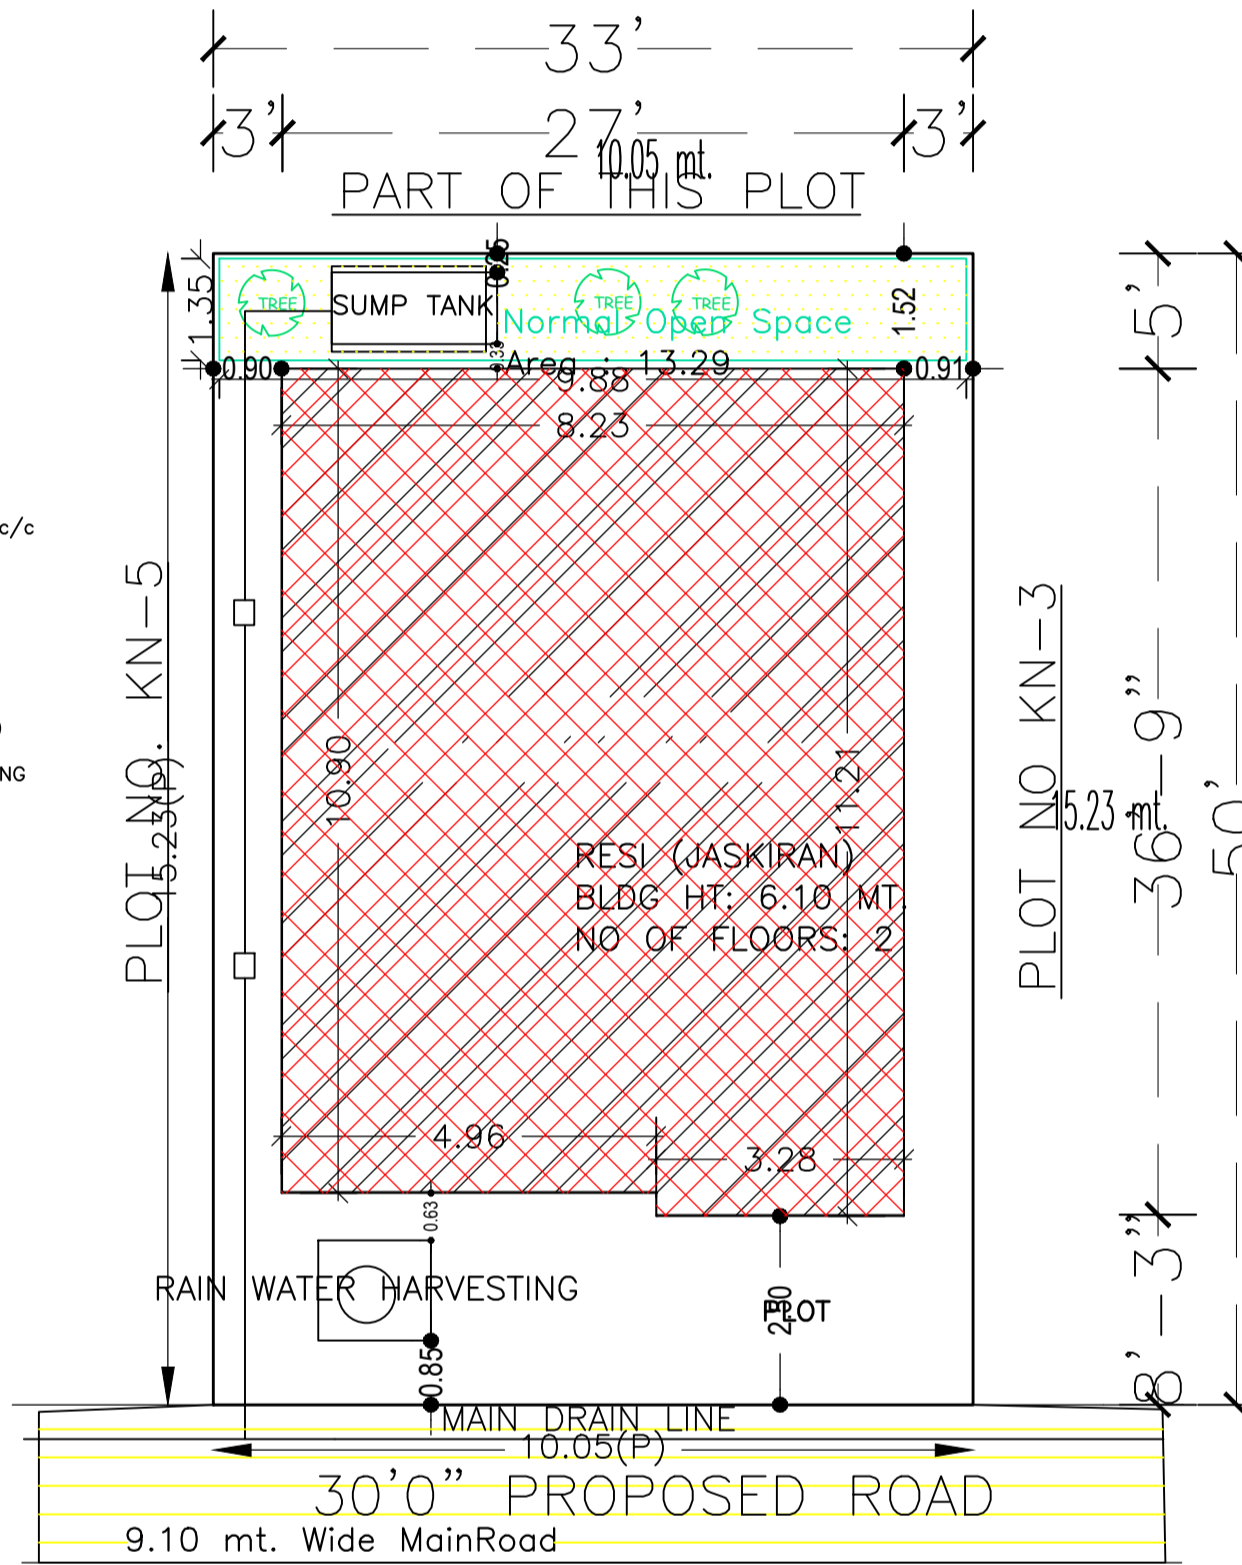 33'
3'
27'
3'
10.05 mt.
PART OF THIS PLOT
0.25
1.35
TREE
SUMP TANK
TREE
TREE
Normal Open Space
1.52
5'
0.90
0.33
Area : 13.29
0.91
9.88
8.23
c/c
PLOT NO. KN-5
15.23(P)
NG
10.90
11.21
PLOT NO KN-3
15.23 mt.
36'-9"
50'
RESI (JASKIRAN)
BLDG HT: 6.10 MT.
NO OF FLOORS: 2
4.96
3.28
0.63
RAIN WATER HARVESTING
2.50
PLOT
8'-3"
0.85
MAIN DRAIN LINE
10.05(P)
30'0" PROPOSED ROAD
9.10 mt. Wide MainRoad